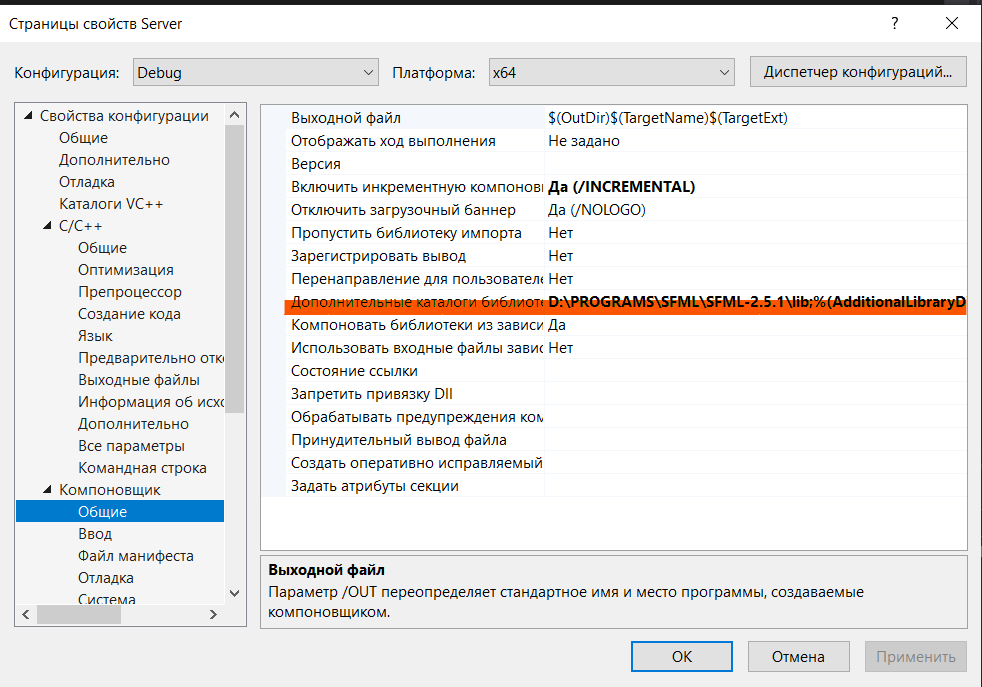 Страницы свойств Server
?
Конфигурация: Debug Платформа: x64 Диспетчер конфигураций...
Свойства конфигурации
Общие
Дополнительно
Отладка
Каталоги VC++
C/C++
Общие
Оптимизация
Препроцессор
Создание кода
Язык
Предварительно отко
Выходные файлы
Информация об исхо
Дополнительно
Все параметры
Командная строка
Компоновщик
Общие
Ввод
Файл манифеста
Отладка
Система
Выходной файл $(OutDir)$(TargetName)$(TargetExt)
Отображать ход выполнения Не задано
Версия
Включить инкрементную компонов Да (/INCREMENTAL)
Отключить загрузочный баннер Да (/NOLOGO)
Пропустить библиотеку импорта Нет
Зарегистрировать вывод Нет
Перенаправление для пользователе Нет
Дополнительные каталоги библиоте D:\PROGRAMS\SFML\SFML-2.5.1\lib;%(AdditionalLibraryD
Компоновать библиотеки из зависи Да
Использовать входные файлы завис Нет
Состояние ссылки
Запретить привязку Dll
Обрабатывать предупреждения ком
Принудительный вывод файла
Создать оперативно исправляемый
Задать атрибуты секции
Выходной файл
Параметр /OUT переопределяет стандартное имя и место программы, создаваемые
компоновщиком.
ОК Отмена Применить